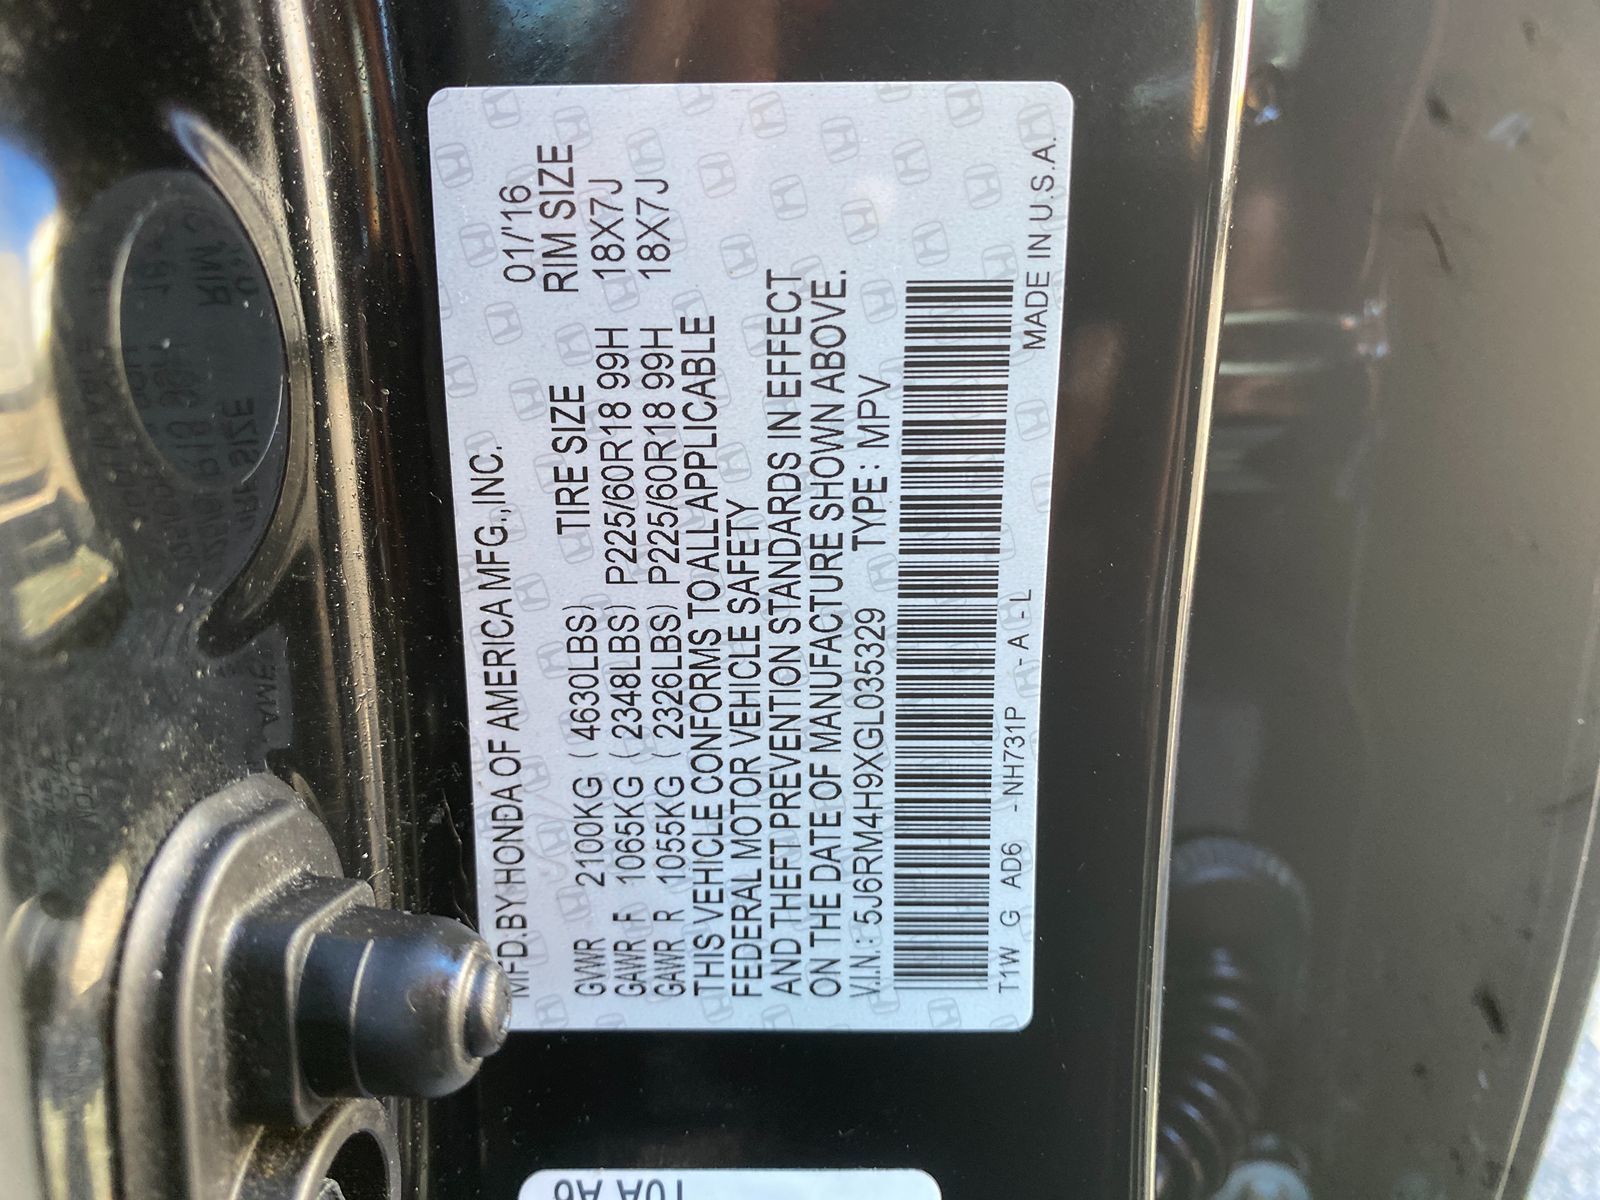 MFD.BY HONDA OF AMERICA MFG.,INC. 01/'16
TIRE SIZE RIM SIZE
GVWR 2100KG ( 4630LBS)
GAWR F 1065KG ( 2348LBS) P225/60R18 99H 18X7J
GAWR R 1055KG ( 2326LBS) P225/60R18 99H 18X7J
THIS VEHICLE CONFORMS TO ALL APPLICABLE
FEDERAL MOTOR VEHICLE SAFETY
AND THEFT PREVENTION STANDARDS IN EFFECT
ON THE DATE OF MANUFACTURE SHOWN ABOVE.
V.I.N.: 5J6RM4H9XGL035329 TYPE : MPV
T1W G AD6 - NH731P - A - L MADE IN U.S.A.
T0A A6